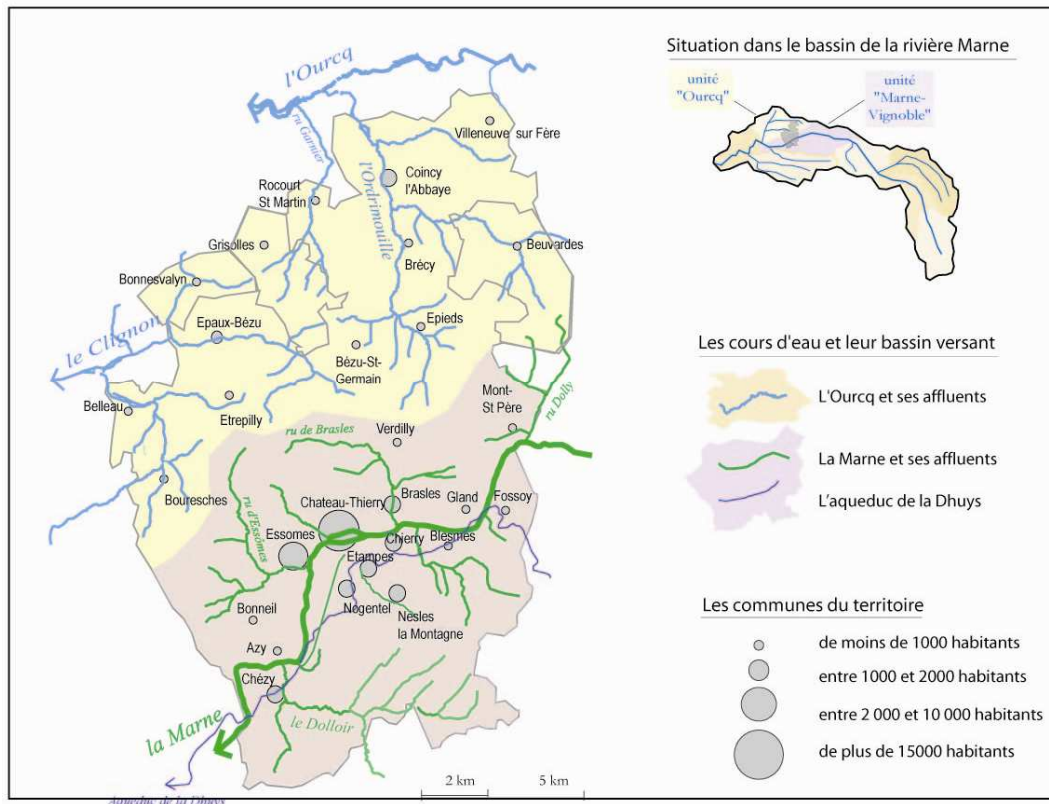 l'Ourcq
ru Garnier
l'Ordrimouille
Villeneuve sur Fère
Coincy
l'Abbaye
Rocourt
St Martin
Grisolles
Brécy
Beuvardes
Bonnesvalyn
le Clignon
Epaux-Bézu
Epieds
Bézu-St-
Germain
Belleau
Etrepilly
Mont-
St Père
ru Dolly
ru de Brasles
Verdilly
Bouresches
ru d'Essômes
Chateau-Thierry
Brasles
Gland
Fossoy
Essomes
Chierry
Blesmes
Etampes
Bonneil
Nogentel
Nesles
la Montagne
Azy
Chézy
la Marne
le Dolloir
Aqueduc de la Dhuys
2 km
5 km
Situation dans le bassin de la rivière Marne
unité
"Ourcq"
unité
"Marne-
Vignoble"
Les cours d'eau et leur bassin versant
L'Ourcq et ses affluents
La Marne et ses affluents
L'aqueduc de la Dhuys
Les communes du territoire
de moins de 1000 habitants
entre 1000 et 2000 habitants
entre 2 000 et 10 000 habitants
de plus de 15000 habitants